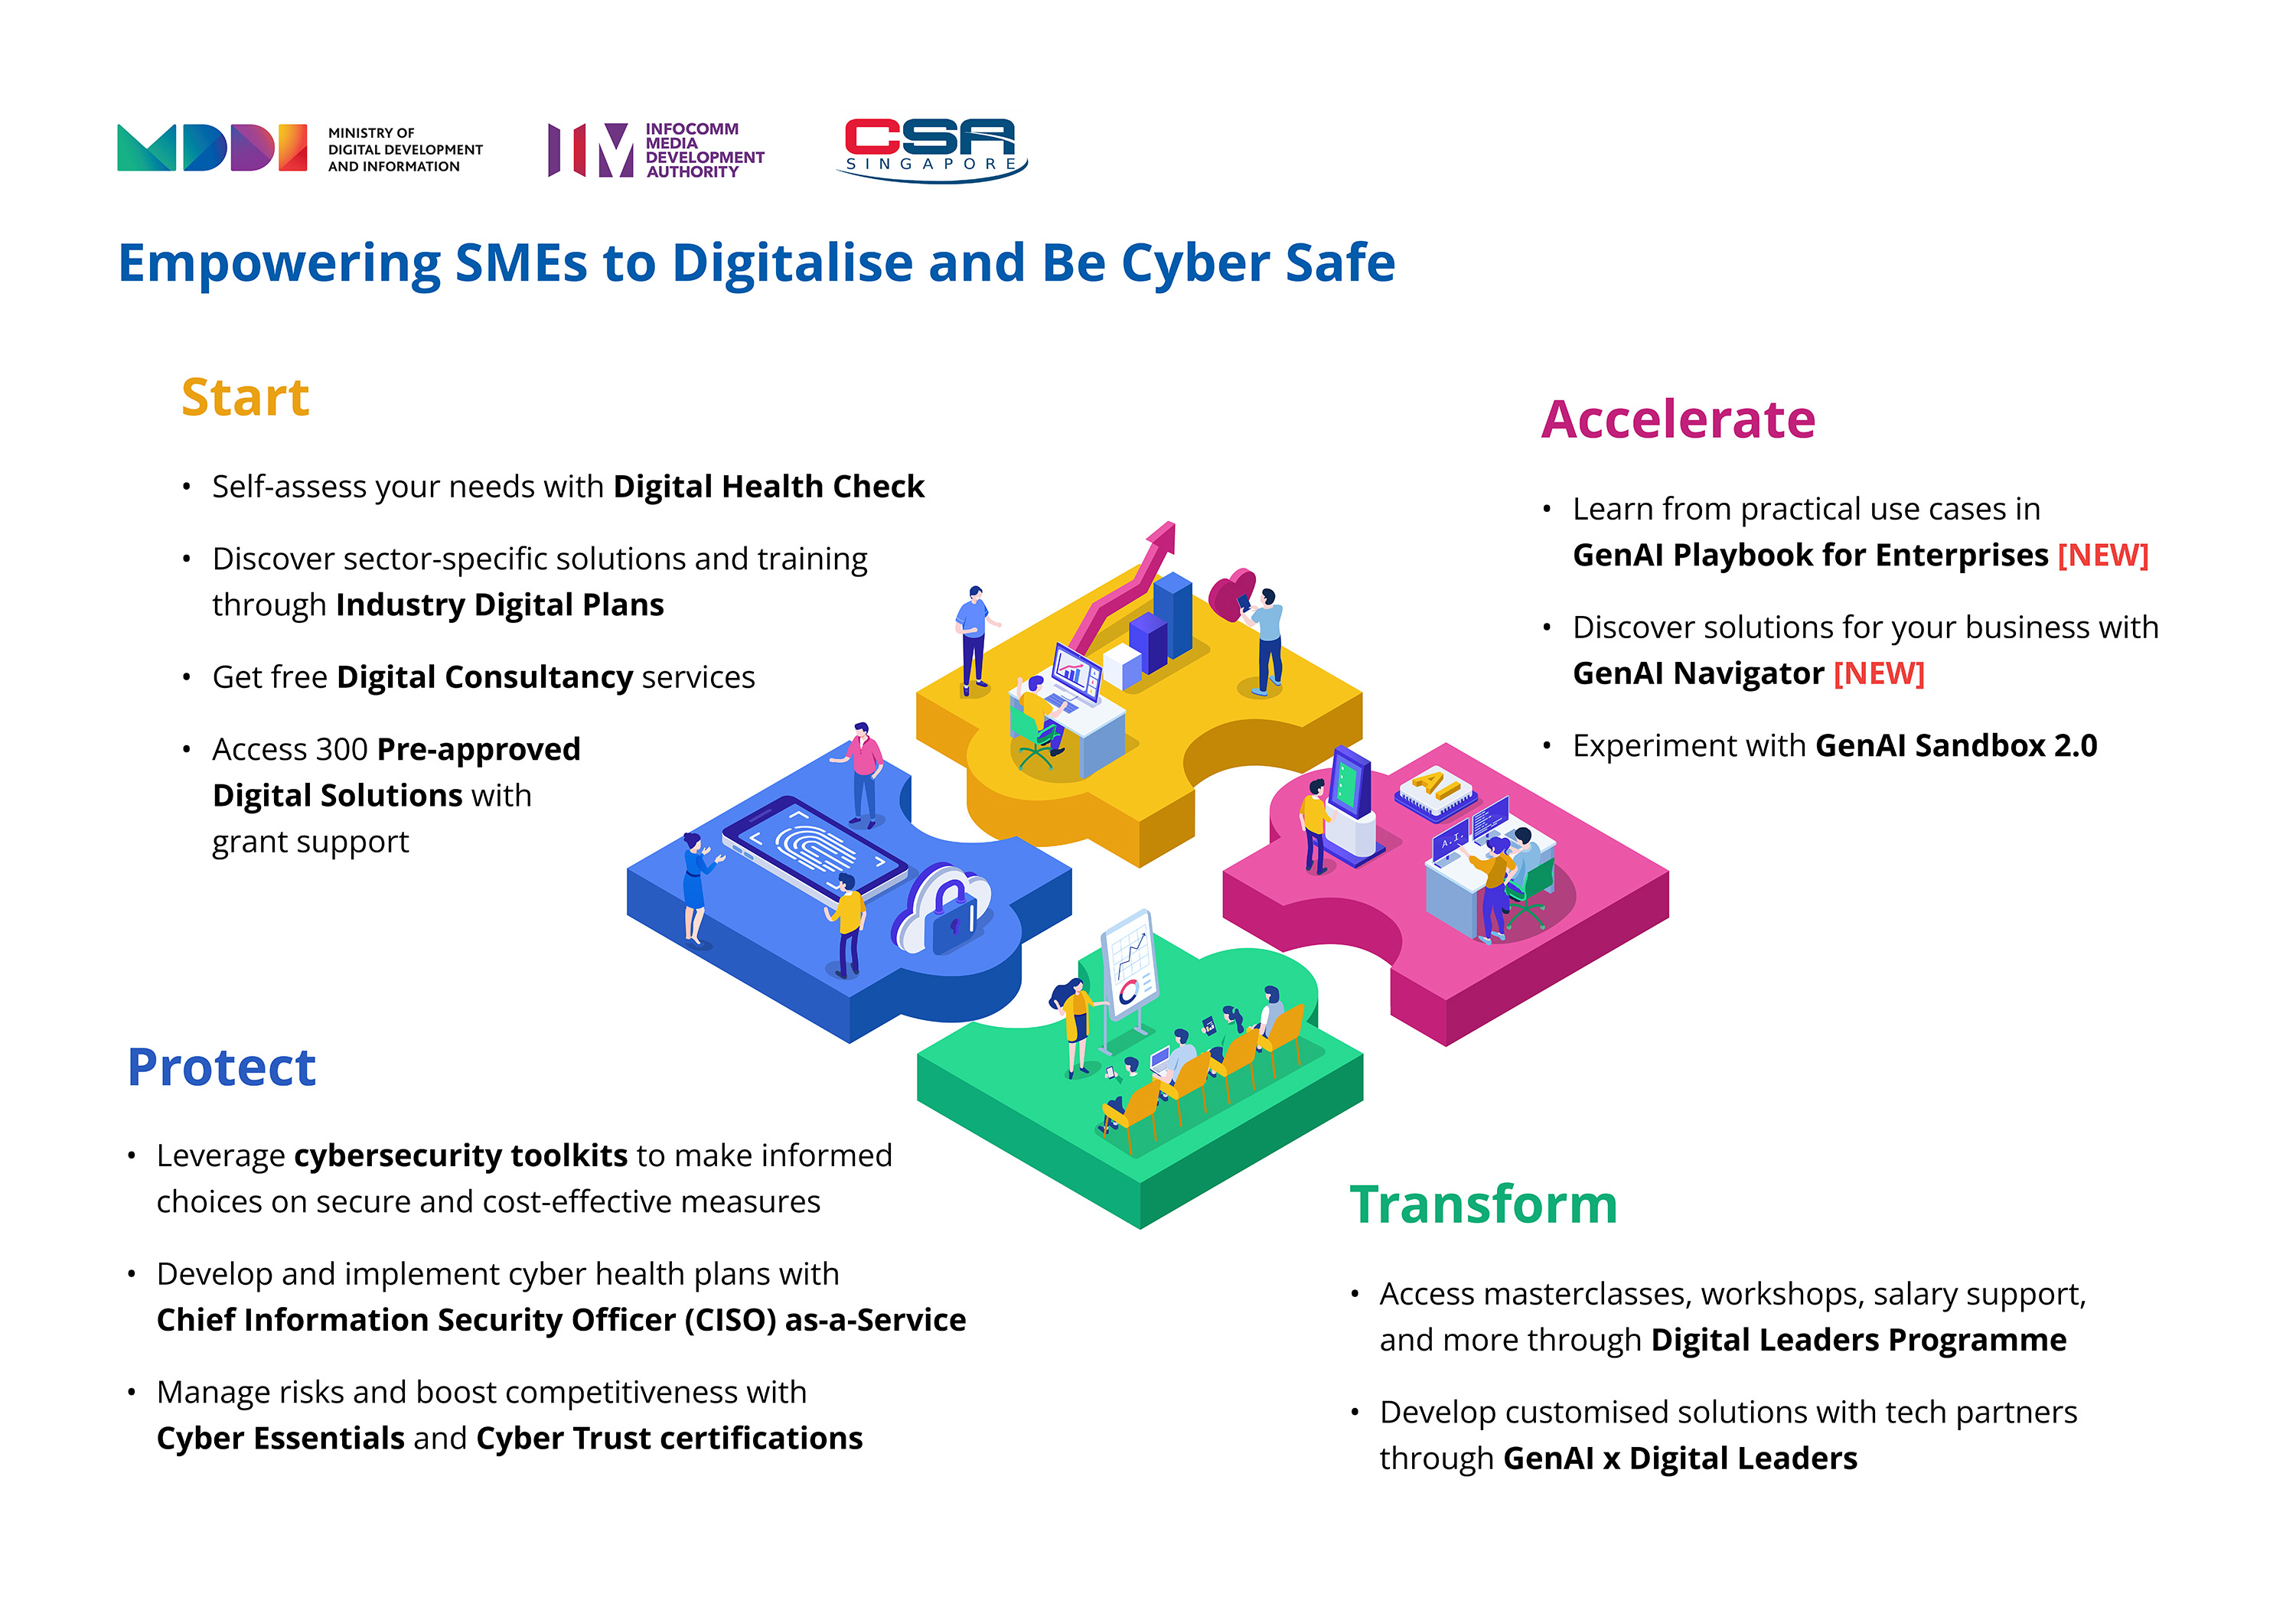 MDDI
MINISTRY OF
DIGITAL DEVELOPMENT
AND INFORMATION
INFOCOMM
MEDIA
DEVELOPMENT
AUTHORITY
CSA
SINGAPORE
Empowering SMEs to Digitalise and Be Cyber Safe
Start
• Self-assess your needs with Digital Health Check
• Discover sector-specific solutions and training
through Industry Digital Plans
• Get free Digital Consultancy services
• Access 300 Pre-approved
Digital Solutions with
grant support
Accelerate
• Learn from practical use cases in
GenAI Playbook for Enterprises [NEW]
• Discover solutions for your business with
GenAI Navigator [NEW]
• Experiment with GenAI Sandbox 2.0
AI
A.I.
Protect
• Leverage cybersecurity toolkits to make informed
choices on secure and cost-effective measures
• Develop and implement cyber health plans with
Chief Information Security Officer (CISO) as-a-Service
• Manage risks and boost competitiveness with
Cyber Essentials and Cyber Trust certifications
Transform
• Access masterclasses, workshops, salary support,
and more through Digital Leaders Programme
• Develop customised solutions with tech partners
through GenAI x Digital Leaders